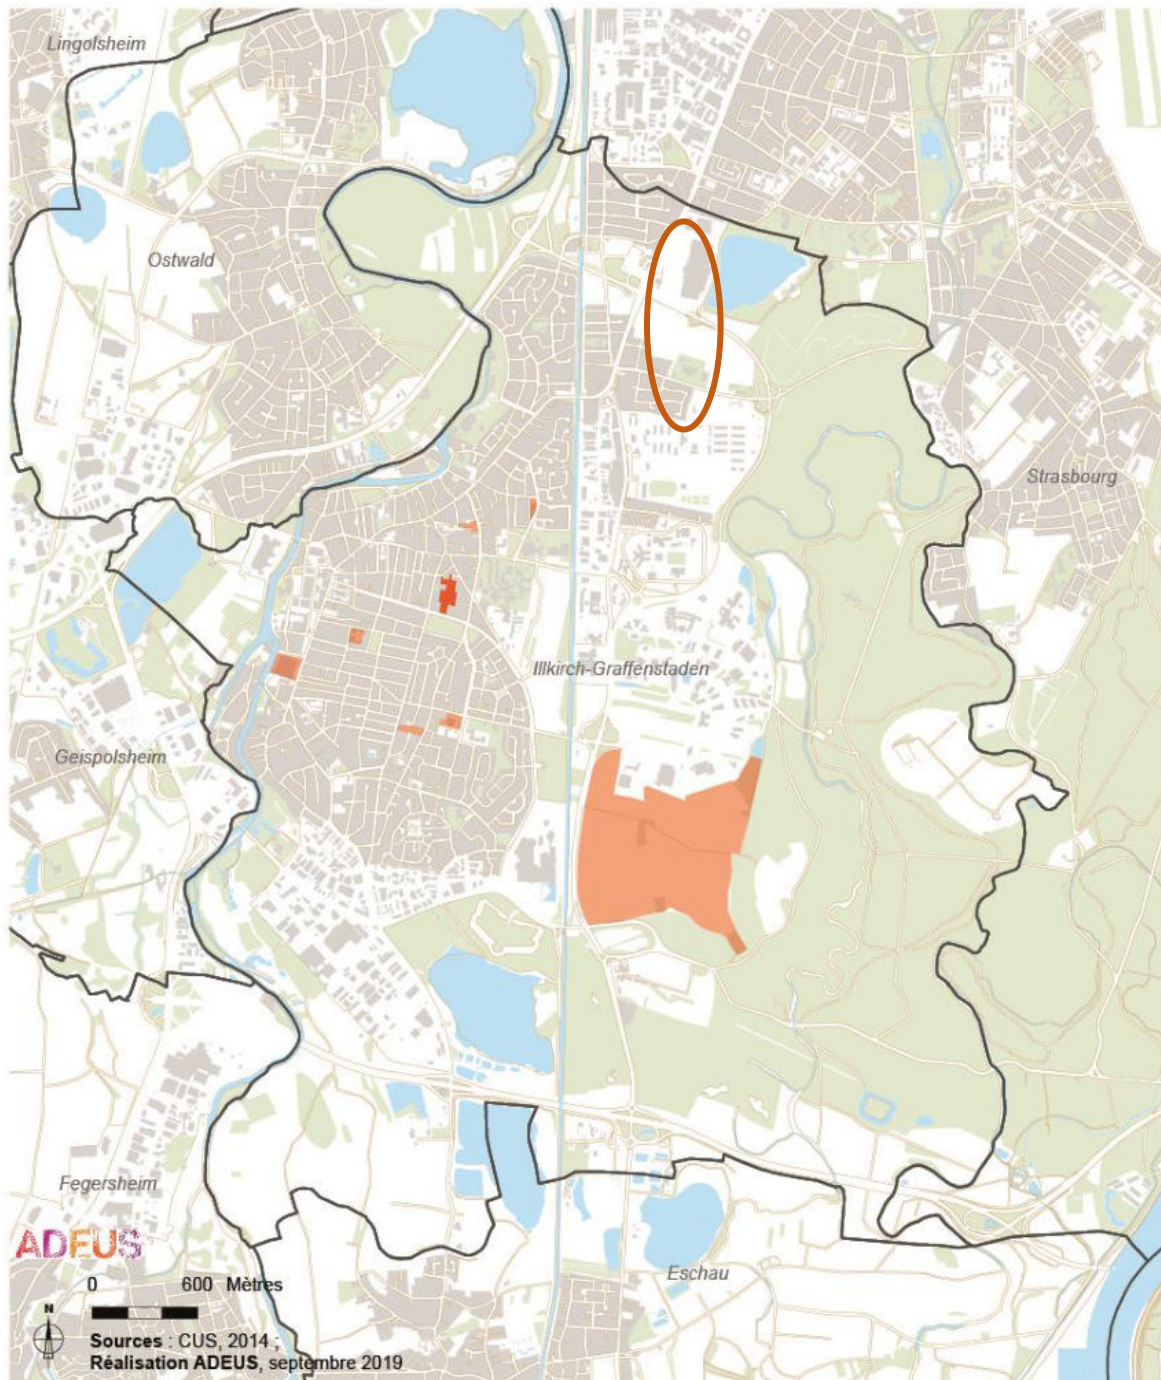 Lingolsheim
Ostwald
Strasbourg
Illkirch-Graffenstaden
Geispolsheim
Fegersheim
ADEUS
Eschau
0 600 Mètres
N
Sources : CUS, 2014 ;
Réalisation ADEUS, septembre 2019